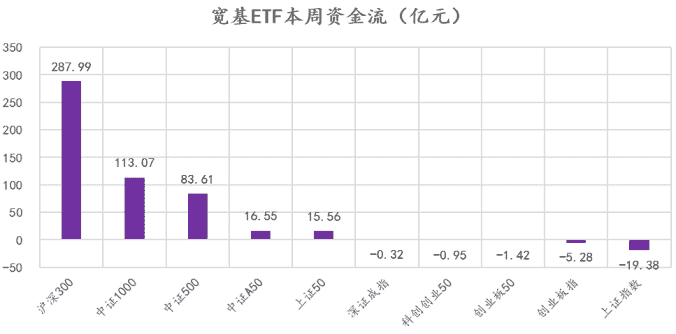 宽基ETF本周资金流（亿元）
350
300
250
200
150
100
50
0
-50
287.99
113.07
83.61
16.55
15.56
-0.32
-0.95
-1.42
-5.28
-19.38
沪深300
中证1000
中证500
中证A50
上证50
深证成指
科创创业50
创业板50
创业板指
上证指数